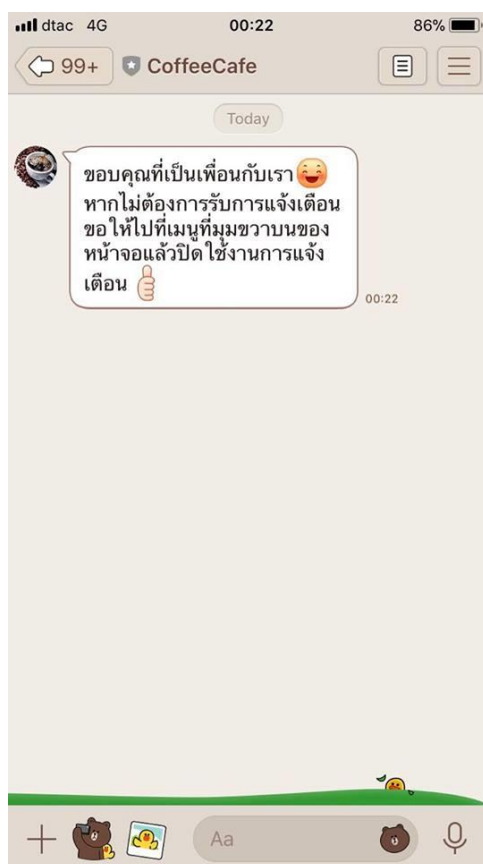 dtac 4G 00:22 86%
99+ CoffeeCafe
Today
ขอบคุณที่เป็นเพื่อนกับเรา
หากไม่ต้องการรับการแจ้งเตือน
ขอให้ไปที่เมนูที่มุมขวาบนของ
หน้าจอแล้วปิดใช้งานการแจ้ง
เตือน
00:22
Aa